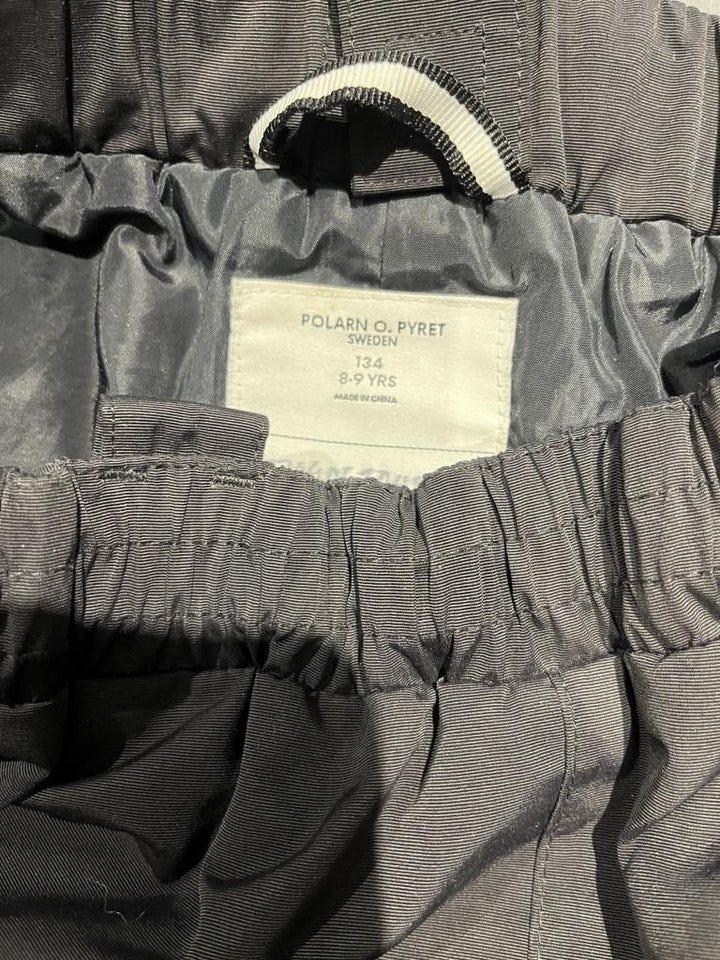 POLARN O. PYRET
SWEDEN
134
8-9 YRS
MADE IN CHINA